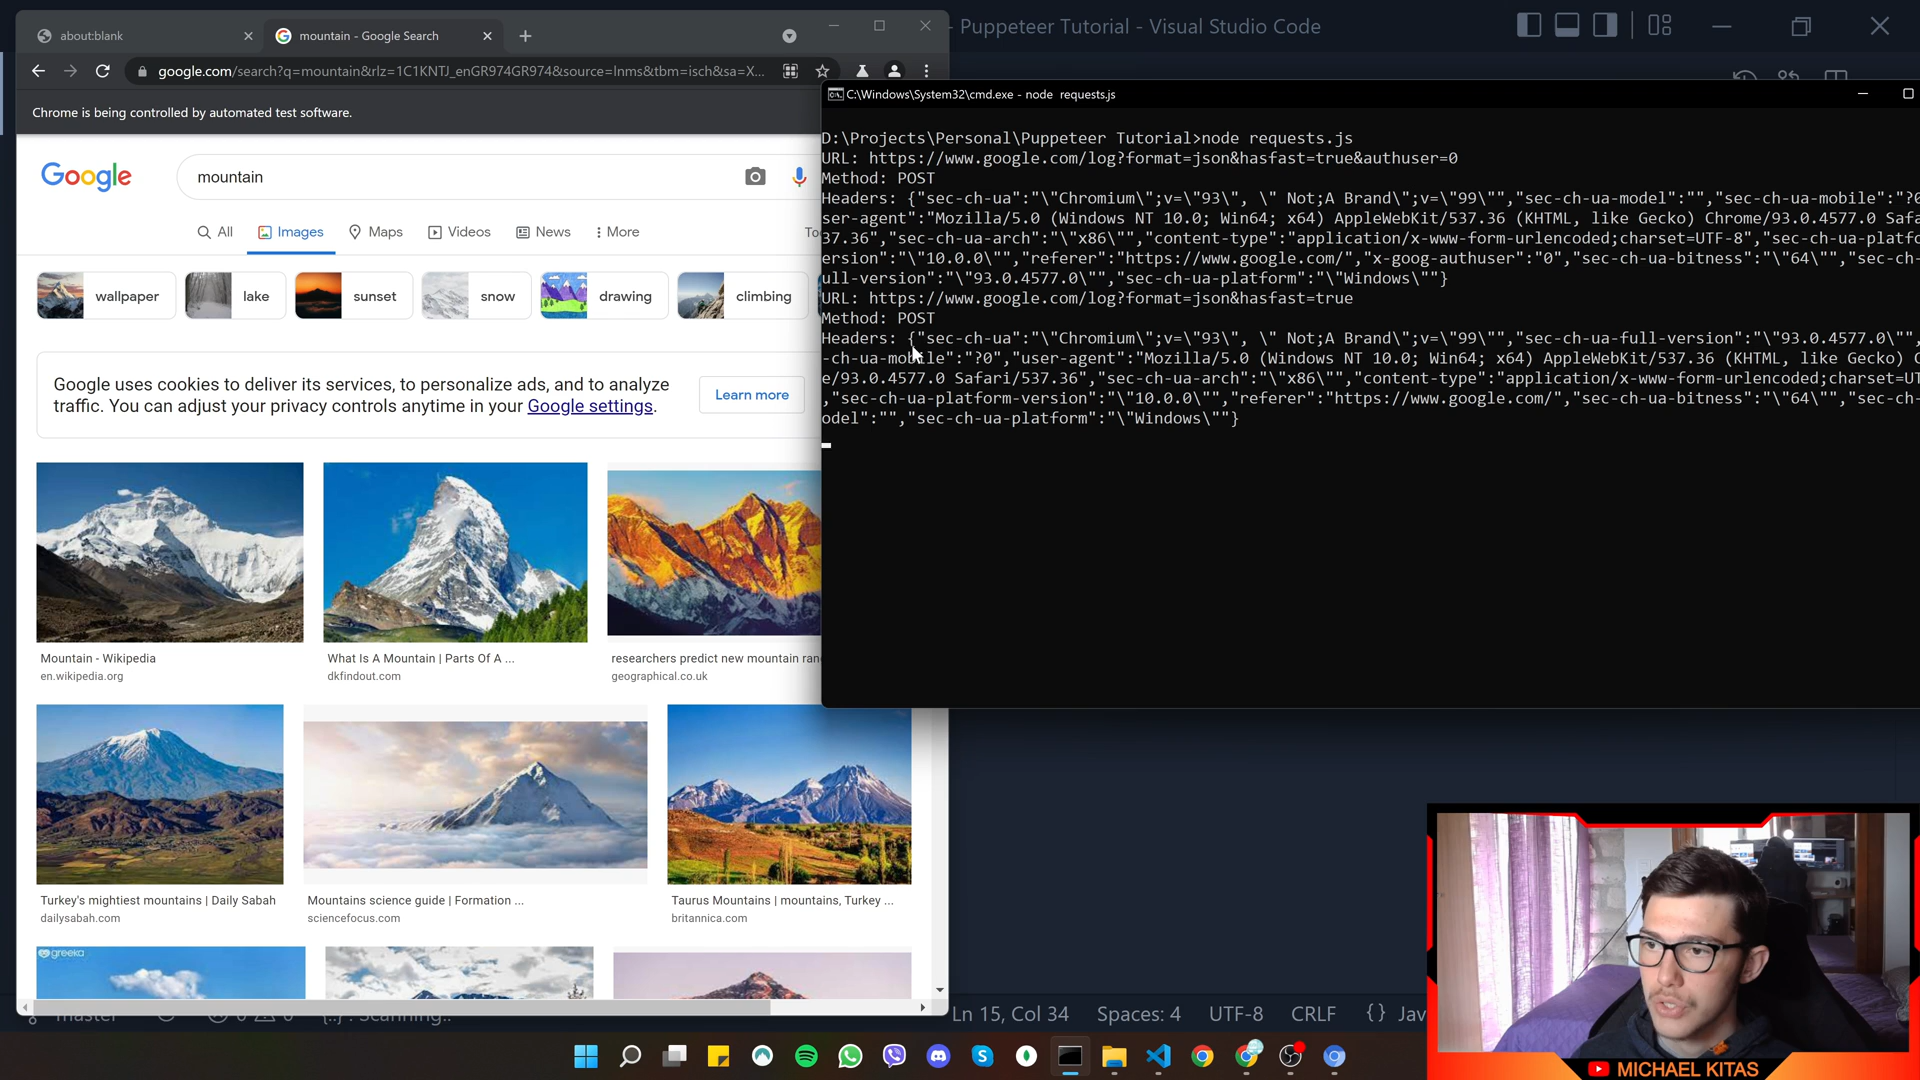 about:blank
mountain - Google Search
- Puppeteer Tutorial - Visual Studio Code
google.com/search?q=mountain&rlz=1C1KNTJ_enGR974GR974&source=lnms&tbm=isch&sa=X...
Chrome is being controlled by automated test software.
Google
mountain
All
Images
Maps
Videos
News
More
To
wallpaper
lake
sunset
snow
drawing
climbing
Google uses cookies to deliver its services, to personalize ads, and to analyze
traffic. You can adjust your privacy controls anytime in your Google settings.
Learn more
Mountain - Wikipedia
en.wikipedia.org
What Is A Mountain | Parts Of A ...
dkfindout.com
researchers predict new mountain ran
geographical.co.uk
Turkey's mightiest mountains | Daily Sabah
dailysabah.com
Mountains science guide | Formation ...
sciencefocus.com
Taurus Mountains | mountains, Turkey ...
britannica.com
greeka
C:\Windows\System32\cmd.exe - node  requests.js
D:\Projects\Personal\Puppeteer Tutorial>node requests.js
URL: https://www.google.com/log?format=json&hasfast=true&authuser=0
Method: POST
Headers: {"sec-ch-ua":"\"Chromium\";v=\"93\", \" Not;A Brand\";v=\"99\"","sec-ch-ua-model":"","sec-ch-ua-mobile":"?0
ser-agent":"Mozilla/5.0 (Windows NT 10.0; Win64; x64) AppleWebKit/537.36 (KHTML, like Gecko) Chrome/93.0.4577.0 Safa
37.36","sec-ch-ua-arch":"\"x86\"","content-type":"application/x-www-form-urlencoded;charset=UTF-8","sec-ch-ua-platfo
ersion":"\"10.0.0\"","referer":"https://www.google.com/","x-goog-authuser":"0","sec-ch-ua-bitness":"\"64\"","sec-ch-
ull-version":"\"93.0.4577.0\"","sec-ch-ua-platform":"\"Windows\""}
URL: https://www.google.com/log?format=json&hasfast=true
Method: POST
Headers: {"sec-ch-ua":"\"Chromium\";v=\"93\", \" Not;A Brand\";v=\"99\"","sec-ch-ua-full-version":"\"93.0.4577.0\"",
-ch-ua-mobile":"?0","user-agent":"Mozilla/5.0 (Windows NT 10.0; Win64; x64) AppleWebKit/537.36 (KHTML, like Gecko) C
e/93.0.4577.0 Safari/537.36","sec-ch-ua-arch":"\"x86\"","content-type":"application/x-www-form-urlencoded;charset=UT
,"sec-ch-ua-platform-version":"\"10.0.0\"","referer":"https://www.google.com/","sec-ch-ua-bitness":"\"64\"","sec-ch-
odel":"","sec-ch-ua-platform":"\"Windows\""}
Ln 15, Col 34
Spaces: 4
UTF-8
CRLF
{ } Jav
MICHAEL KITAS